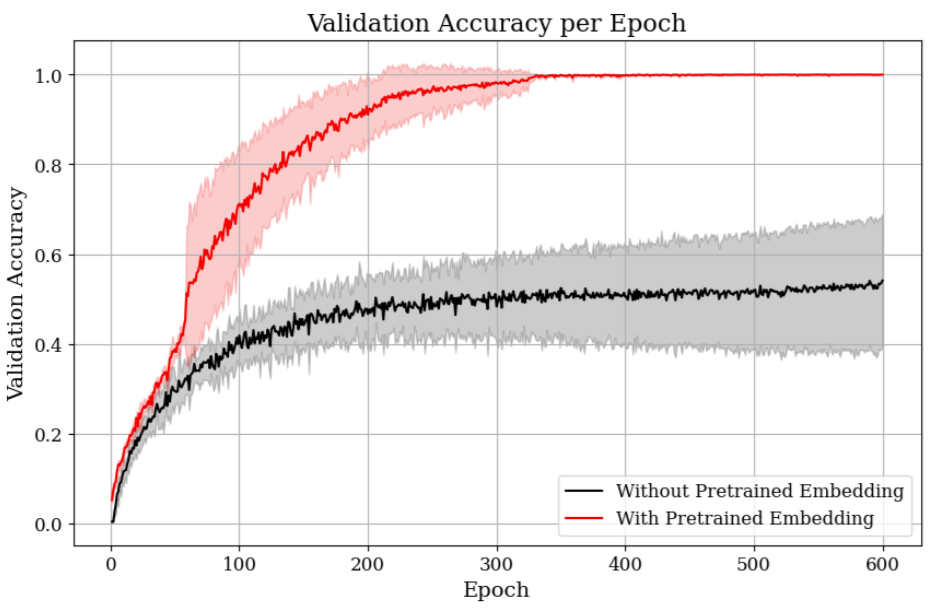 Validation Accuracy per Epoch
Validation Accuracy
1.0
0.8
0.6
0.4
0.2
0.0
0 100 200 300 400 500 600
Epoch
Without Pretrained Embedding
With Pretrained Embedding